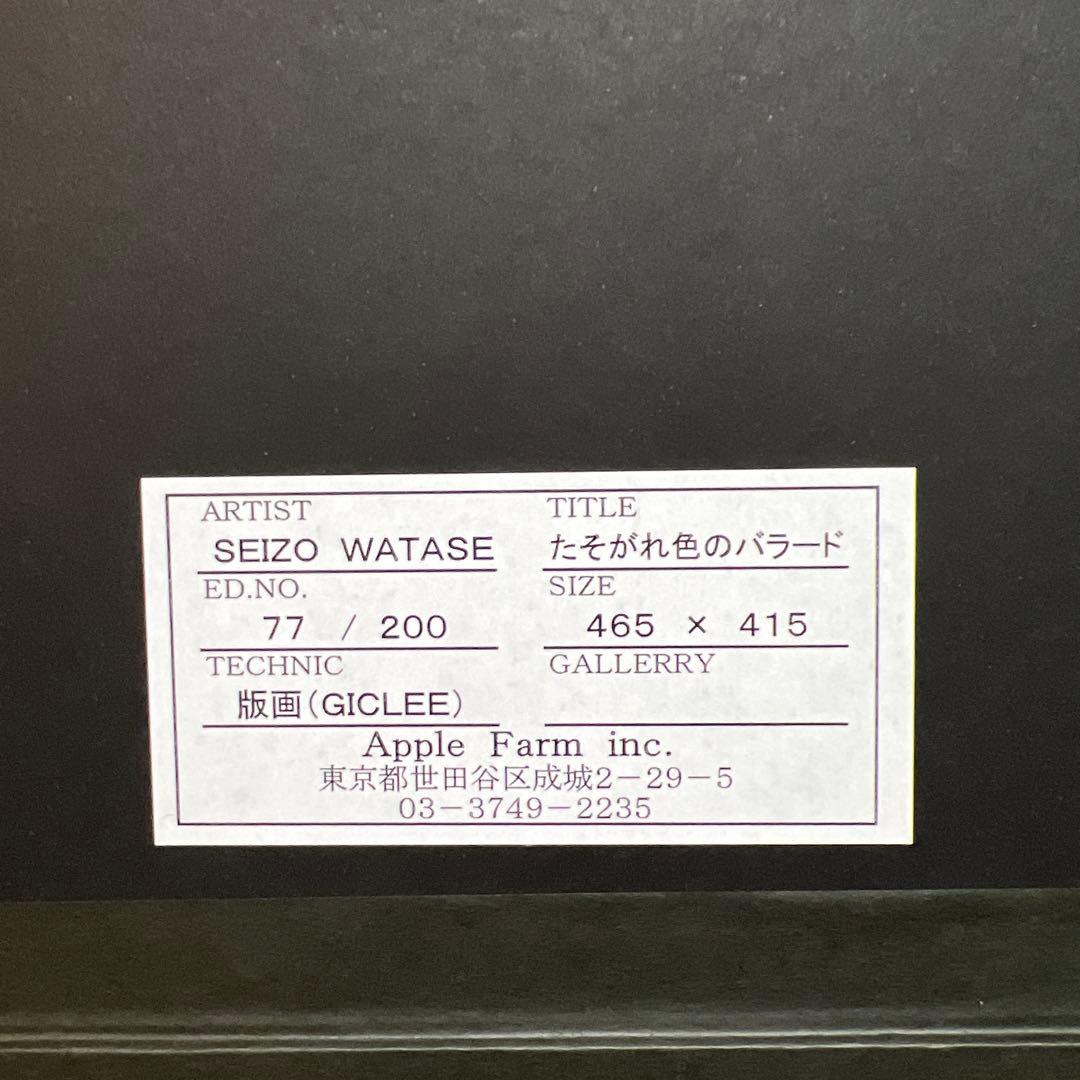 ARTIST
SEIZO WATASE
TITLE
たそがれ色のバラード
ED.NO.
77 / 200
SIZE
465 × 415
TECHNIC
版画(GICLEE)
GALLERRY
Apple Farm inc.
東京都世田谷区成城2-29-5
03-3749-2235